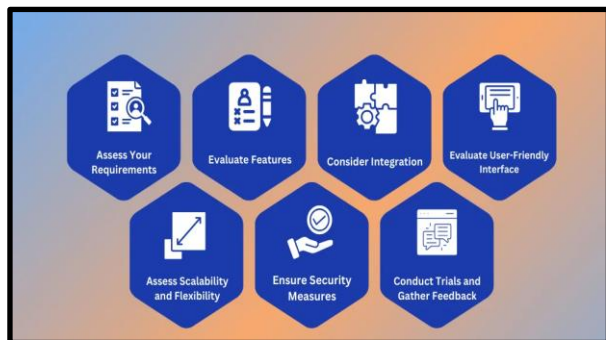 Assess Your
Requirements
Evaluate Features
Consider Integration
Evaluate User-Friendly
Interface
Assess Scalability
and Flexibility
Ensure Security
Measures
Conduct Trials and
Gather Feedback